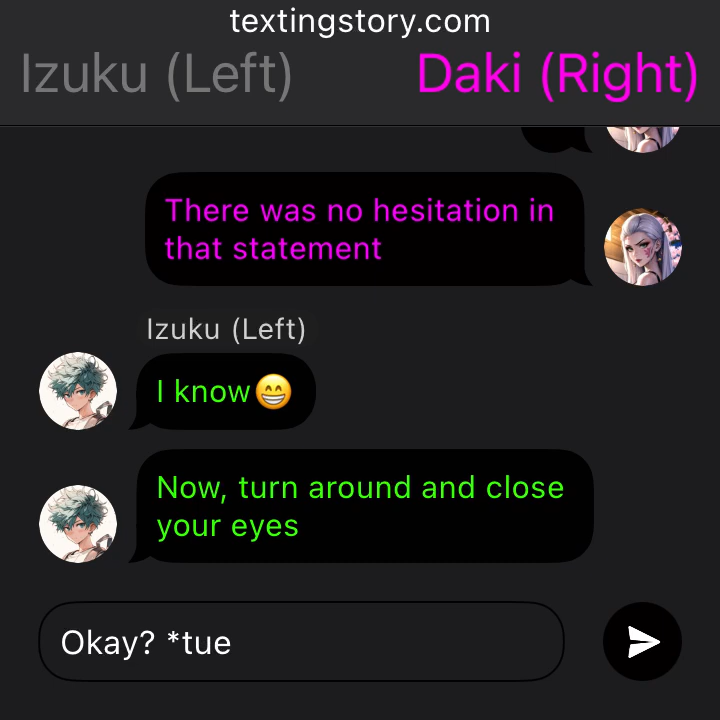 textingstory.com
Izuku (Left)
Daki (Right)
There was no hesitation in
that statement
Izuku (Left)
I know😁
Now, turn around and close
your eyes
Okay? *tue